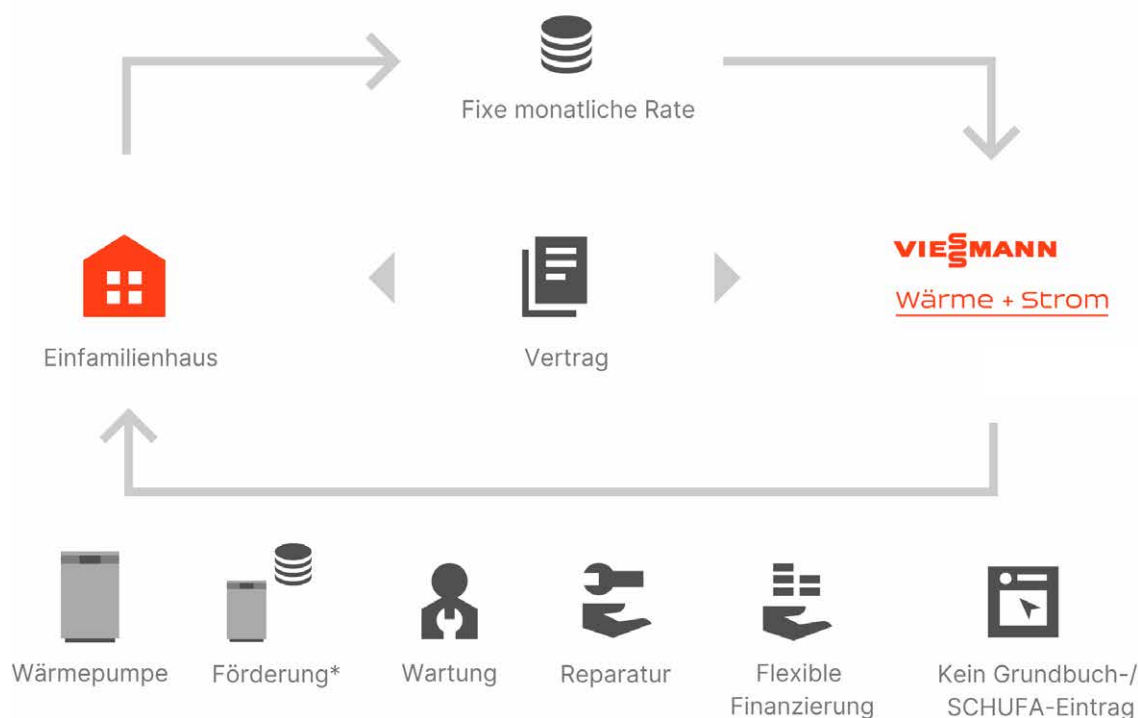 Fixe monatliche Rate
VIESSMANN
Wärme + Strom
Einfamilienhaus
Vertrag
Wärmepumpe
Förderung*
Wartung
Reparatur
Flexible
Finanzierung
Kein Grundbuch-/
SCHUFA-Eintrag